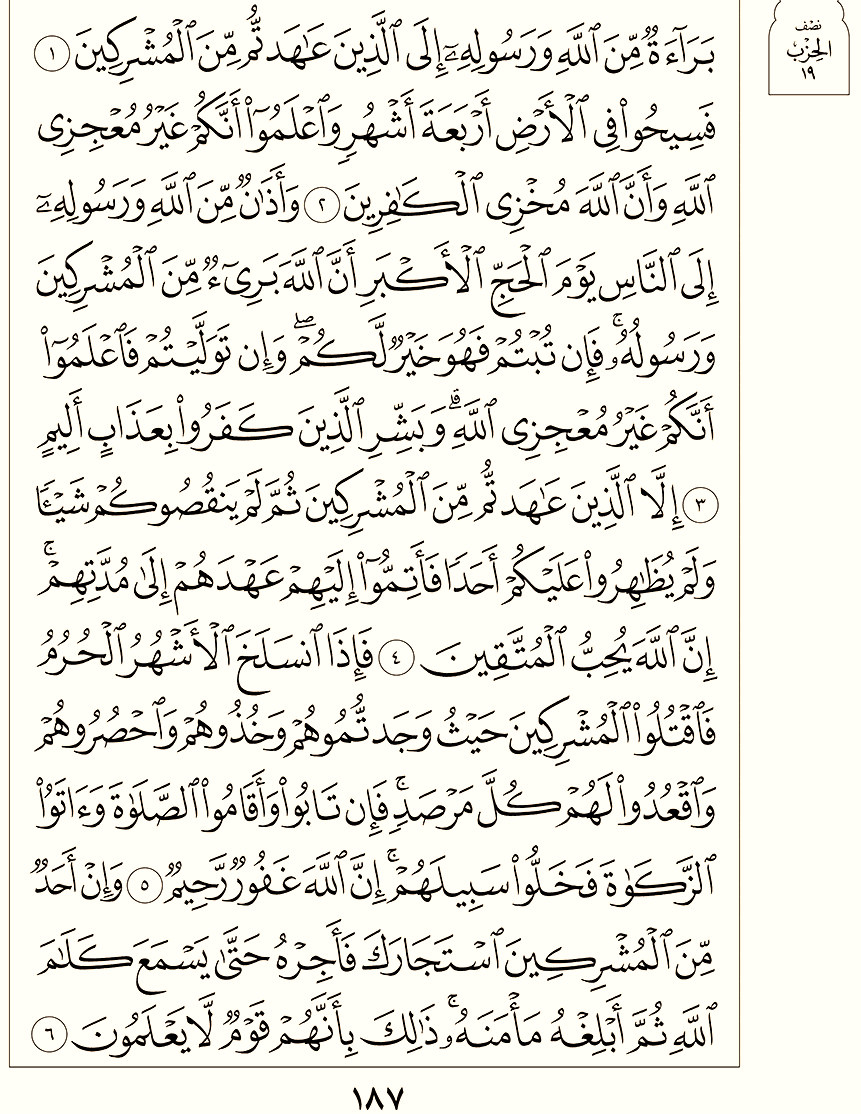 نصف
الحزب
١٩
بَرَآءَةٌ مِّنَ ٱللَّهِ وَرَسُولِهِۦٓ إِلَى ٱلَّذِينَ عَٰهَدتُّم مِّنَ ٱلْمُشْرِكِينَ ١
فَسِيحُوا۟ فِى ٱلْأَرْضِ أَرْبَعَةَ أَشْهُرٍ وَٱعْلَمُوٓا۟ أَنَّكُمْ غَيْرُ مُعْجِزِى
ٱللَّهِ وَأَنَّ ٱللَّهَ مُخْزِى ٱلْكَٰفِرِينَ ٢ وَأَذَٰنٌ مِّنَ ٱللَّهِ وَرَسُولِهِۦٓ
إِلَى ٱلنَّاسِ يَوْمَ ٱلْحَجِّ ٱلْأَكْبَرِ أَنَّ ٱللَّهَ بَرِىٓءٌ مِّنَ ٱلْمُشْرِكِينَ
وَرَسُولُهُۥ ۚ فَإِن تُبْتُمْ فَهُوَ خَيْرٌ لَّكُمْ ۖ وَإِن تَوَلَّيْتُمْ فَٱعْلَمُوٓا۟
أَنَّكُمْ غَيْرُ مُعْجِزِى ٱللَّهِ ۗ وَبَشِّرِ ٱلَّذِينَ كَفَرُوا۟ بِعَذَابٍ أَلِيمٍ
٣ إِلَّا ٱلَّذِينَ عَٰهَدتُّم مِّنَ ٱلْمُشْرِكِينَ ثُمَّ لَمْ يَنقُصُوكُمْ شَيْـًٔا
وَلَمْ يُظَٰهِرُوا۟ عَلَيْكُمْ أَحَدًا فَأَتِمُّوٓا۟ إِلَيْهِمْ عَهْدَهُمْ إِلَىٰ مُدَّتِهِمْ ۚ
إِنَّ ٱللَّهَ يُحِبُّ ٱلْمُتَّقِينَ ٤ فَإِذَا ٱنسَلَخَ ٱلْأَشْهُرُ ٱلْحُرُمُ
فَٱقْتُلُوا۟ ٱلْمُشْرِكِينَ حَيْثُ وَجَدتُّمُوهُمْ وَخُذُوهُمْ وَٱحْصُرُوهُمْ
وَٱقْعُدُوا۟ لَهُمْ كُلَّ مَرْصَدٍ ۚ فَإِن تَابُوا۟ وَأَقَامُوا۟ ٱلصَّلَوٰةَ وَءَاتَوُا۟
ٱلزَّكَوٰةَ فَخَلُّوا۟ سَبِيلَهُمْ ۚ إِنَّ ٱللَّهَ غَفُورٌ رَّحِيمٌ ٥ وَإِنْ أَحَدٌ
مِّنَ ٱلْمُشْرِكِينَ ٱسْتَجَارَكَ فَأَجِرْهُ حَتَّىٰ يَسْمَعَ كَلَٰمَ
ٱللَّهِ ثُمَّ أَبْلِغْهُ مَأْمَنَهُۥ ۚ ذَٰلِكَ بِأَنَّهُمْ قَوْمٌ لَّا يَعْلَمُونَ ٦
١٨٧